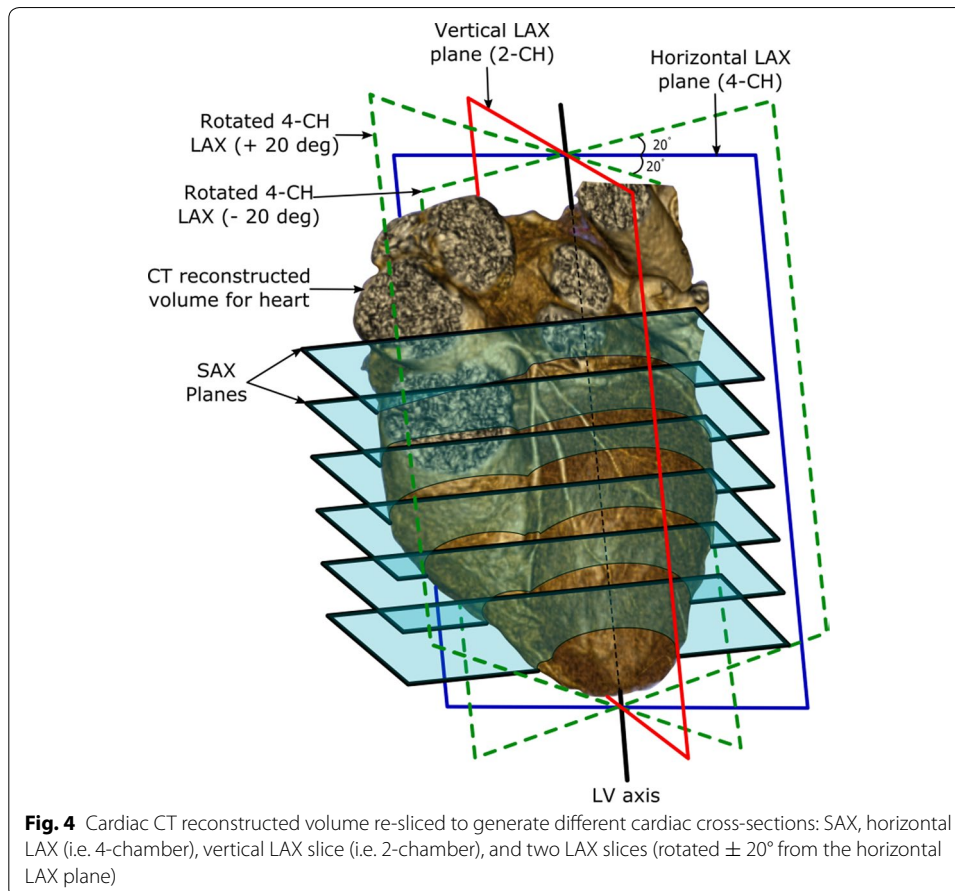 Vertical LAX
plane (2-CH)
Horizontal LAX
plane (4-CH)
Rotated 4-CH
LAX (+ 20 deg)
20°
20°
Rotated 4-CH
LAX (- 20 deg)
CT reconstructed
volume for heart
SAX
Planes
LV axis
Fig. 4 Cardiac CT reconstructed volume re-sliced to generate different cardiac cross-sections: SAX, horizontal
LAX (i.e. 4-chamber), vertical LAX slice (i.e. 2-chamber), and two LAX slices (rotated ± 20° from the horizontal
LAX plane)